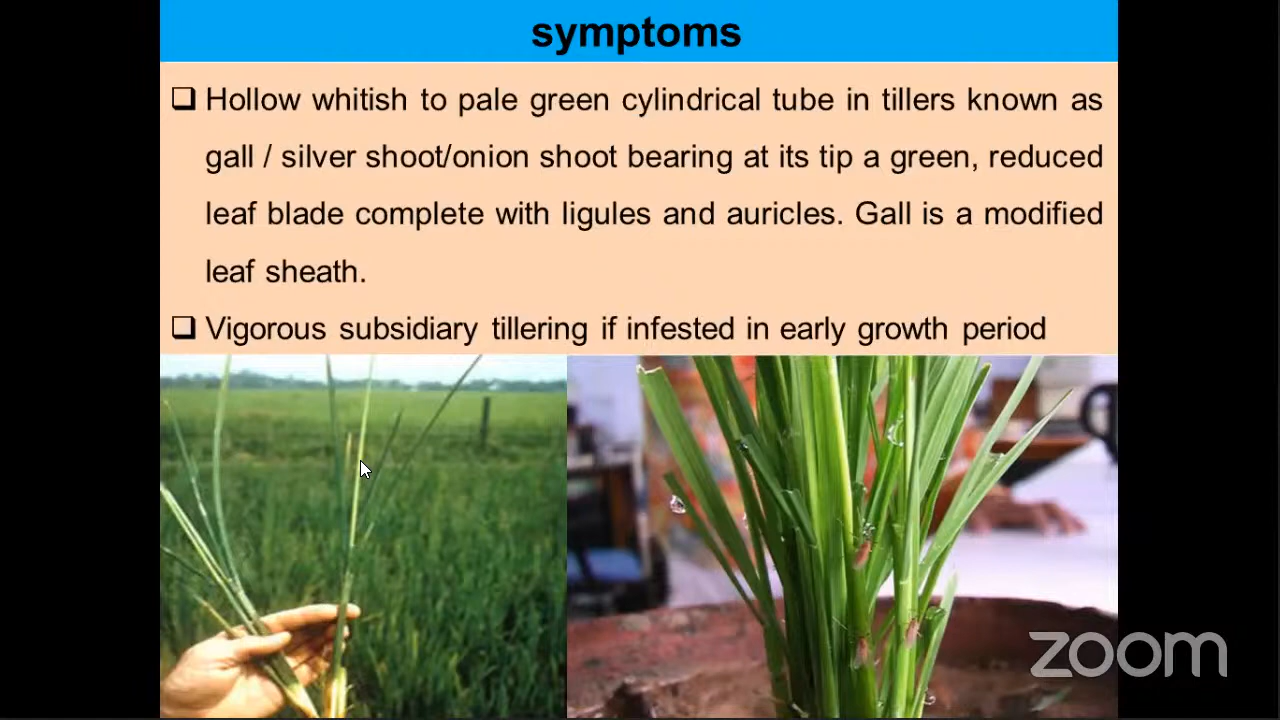 symptoms
❑ Hollow whitish to pale green cylindrical tube in tillers known as
gall / silver shoot/onion shoot bearing at its tip a green, reduced
leaf blade complete with ligules and auricles. Gall is a modified
leaf sheath.
❑ Vigorous subsidiary tillering if infested in early growth period
zoom